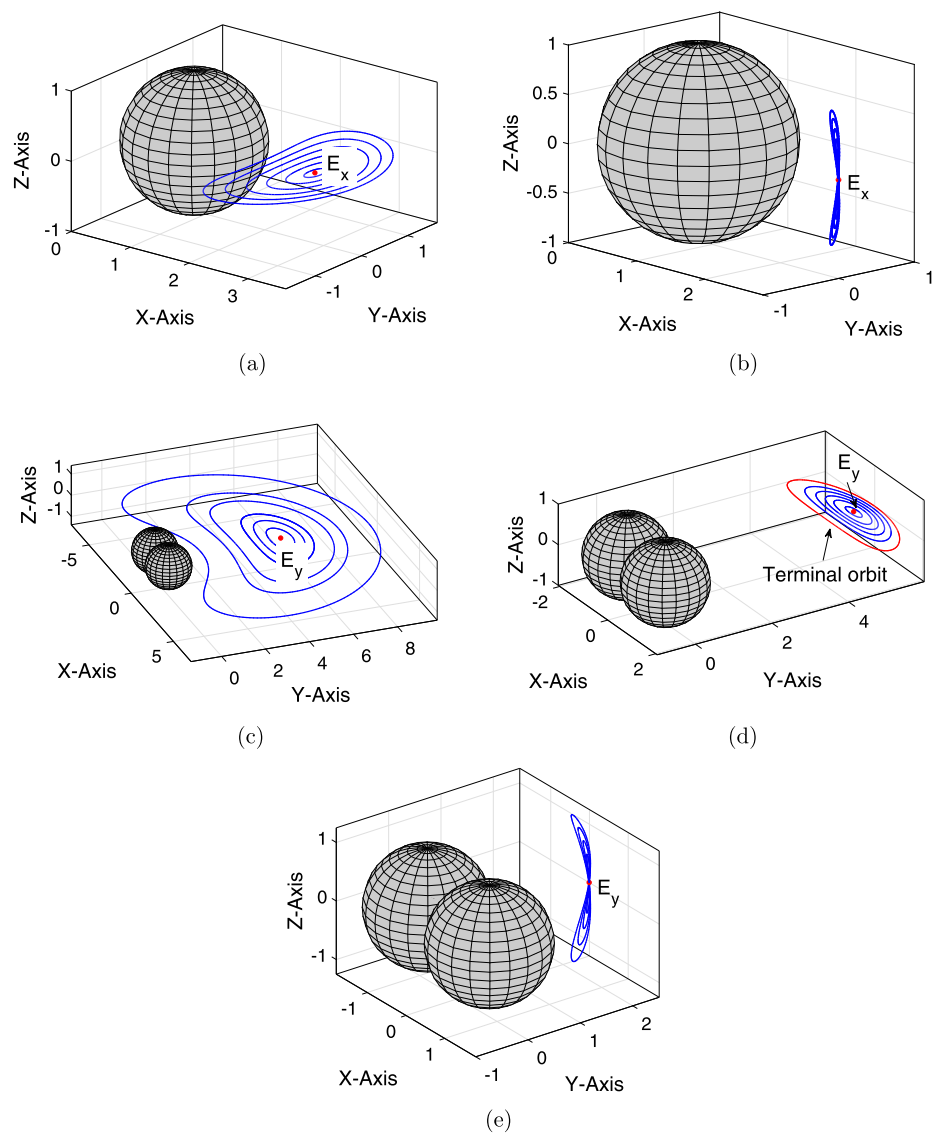 1
0
-1
Z-Axis
0
1
2
3
X-Axis
-1
0
1
Y-Axis
E_x
(a)
1
0.5
0
-0.5
-1
Z-Axis
0
1
2
X-Axis
-1
0
1
Y-Axis
E_x
(b)
1
0
-1
Z-Axis
-5
0
5
X-Axis
0
2
4
6
8
Y-Axis
E_y
(c)
1
0
-1
Z-Axis
-2
0
2
X-Axis
0
2
4
Y-Axis
E_y
Terminal orbit
(d)
1
0
-1
Z-Axis
-1
0
1
X-Axis
-1
0
1
2
Y-Axis
E_y
(e)